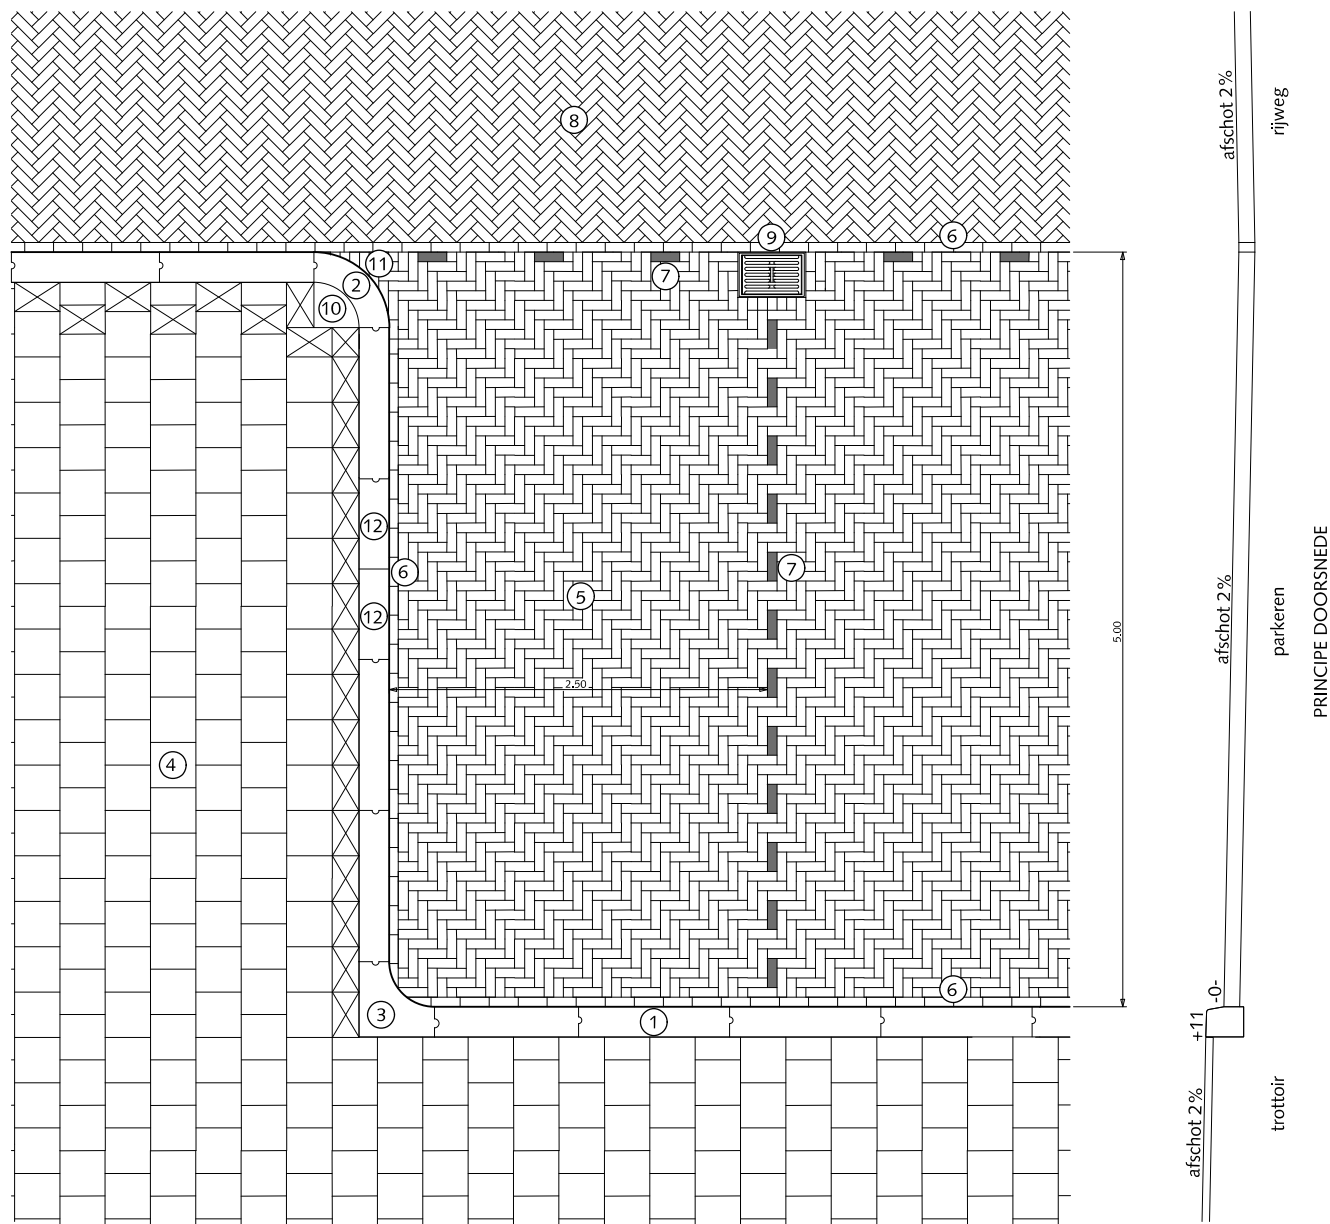 8
9
6
11
7
2
10
12
6
5
12
7
2.50
4
3
1
6
5.00
afschot 2%
rijweg
afschot 2%
parkeren
PRINCIPE DOORSNEDE
-0-
+11
afschot 2%
trottoir